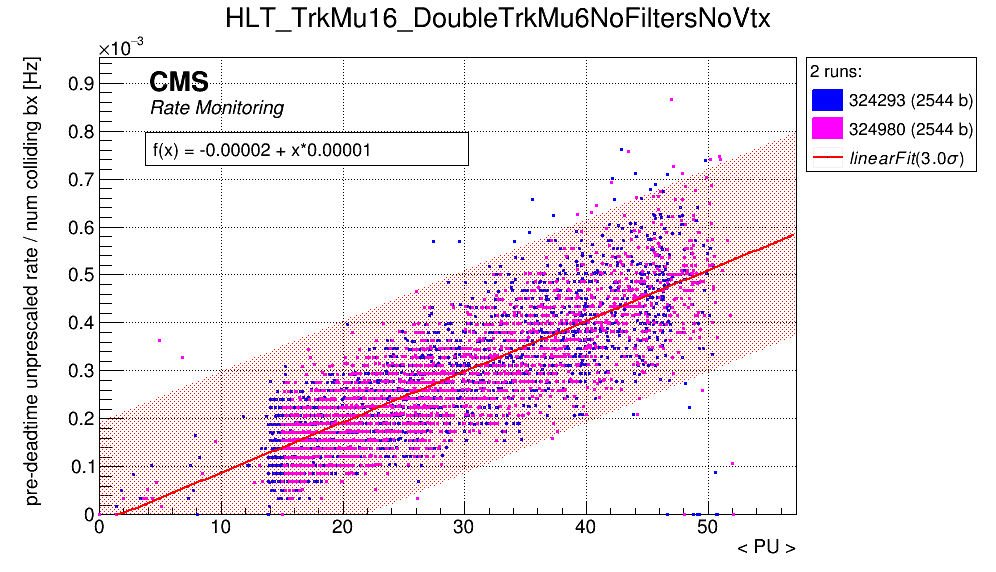 HLT_TrkMu16_DoubleTrkMu6NoFiltersNoVtx
×10⁻³
pre-deadtime unprescaled rate / num colliding bx [Hz]
CMS
Rate Monitoring
f(x) = -0.00002 + x*0.00001
2 runs:
324293 (2544 b)
324980 (2544 b)
linearFit(3.0σ)
0.9
0.8
0.7
0.6
0.5
0.4
0.3
0.2
0.1
0
0 10 20 30 40 50
< PU >